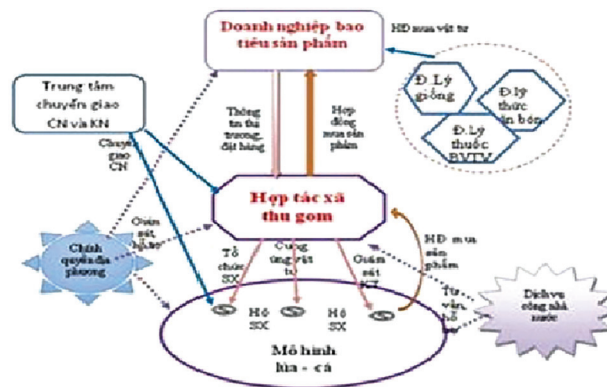 Doanh nghiệp bao
tiêu sản phẩm
HĐ mua vật tư
Trung tâm
chuyển giao
CN và KN
Đ.Lý
giống
Đ.lý
thức
ăn bón
Đ.Lý
thuốc
BVTV
Thông
tin thị
trường,
đặt hàng
Hợp
đồng
mua sản
phẩm
Chuyển
giao
CN
Hợp tác xã
thu gom
Chính
quyền địa
phương
Giám
sát,
hỗ trợ
Tổ
chức
SX
Cung
ứng vật
tư
Giám
sát KT
HĐ mua
sản
phẩm
Tư
vấn,
hỗ
Dịch vụ
công nhà
nước
Hộ
SX
Hộ
SX
Mô hình
lúa - cá